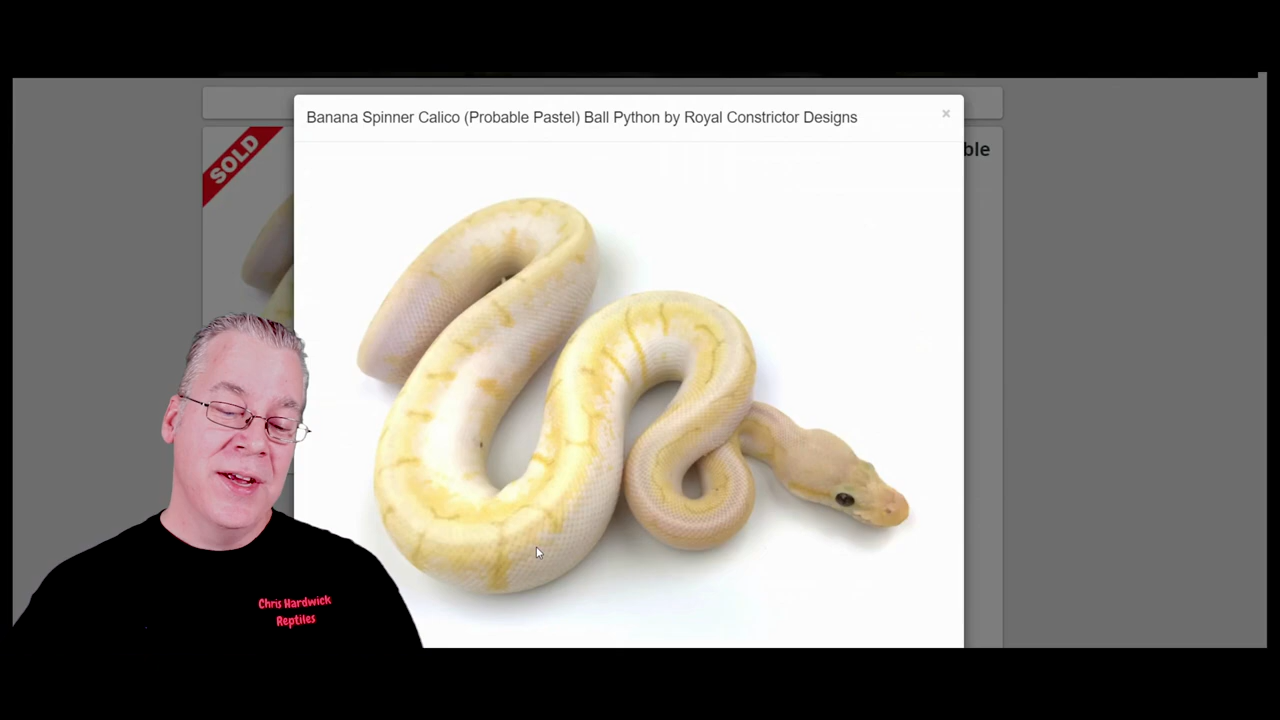 Banana Spinner Calico (Probable Pastel) Ball Python by Royal Constrictor Designs
×
SOLD
ble
Chris Hardwick
Reptiles